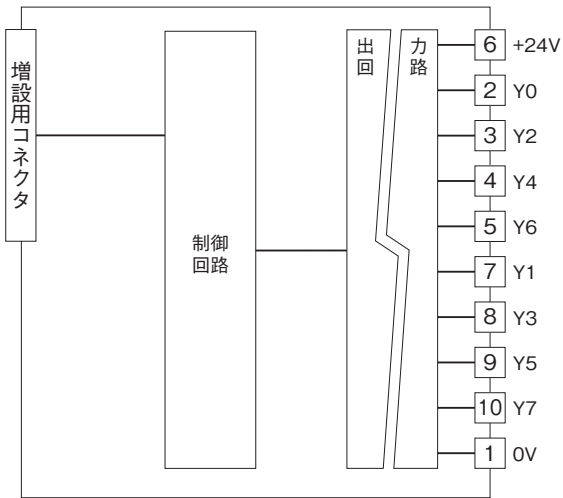 増設用コネクタ
制御
回路
出力
回路
6 +24V
2 Y0
3 Y2
4 Y4
5 Y6
7 Y1
8 Y3
9 Y5
10 Y7
1 0V